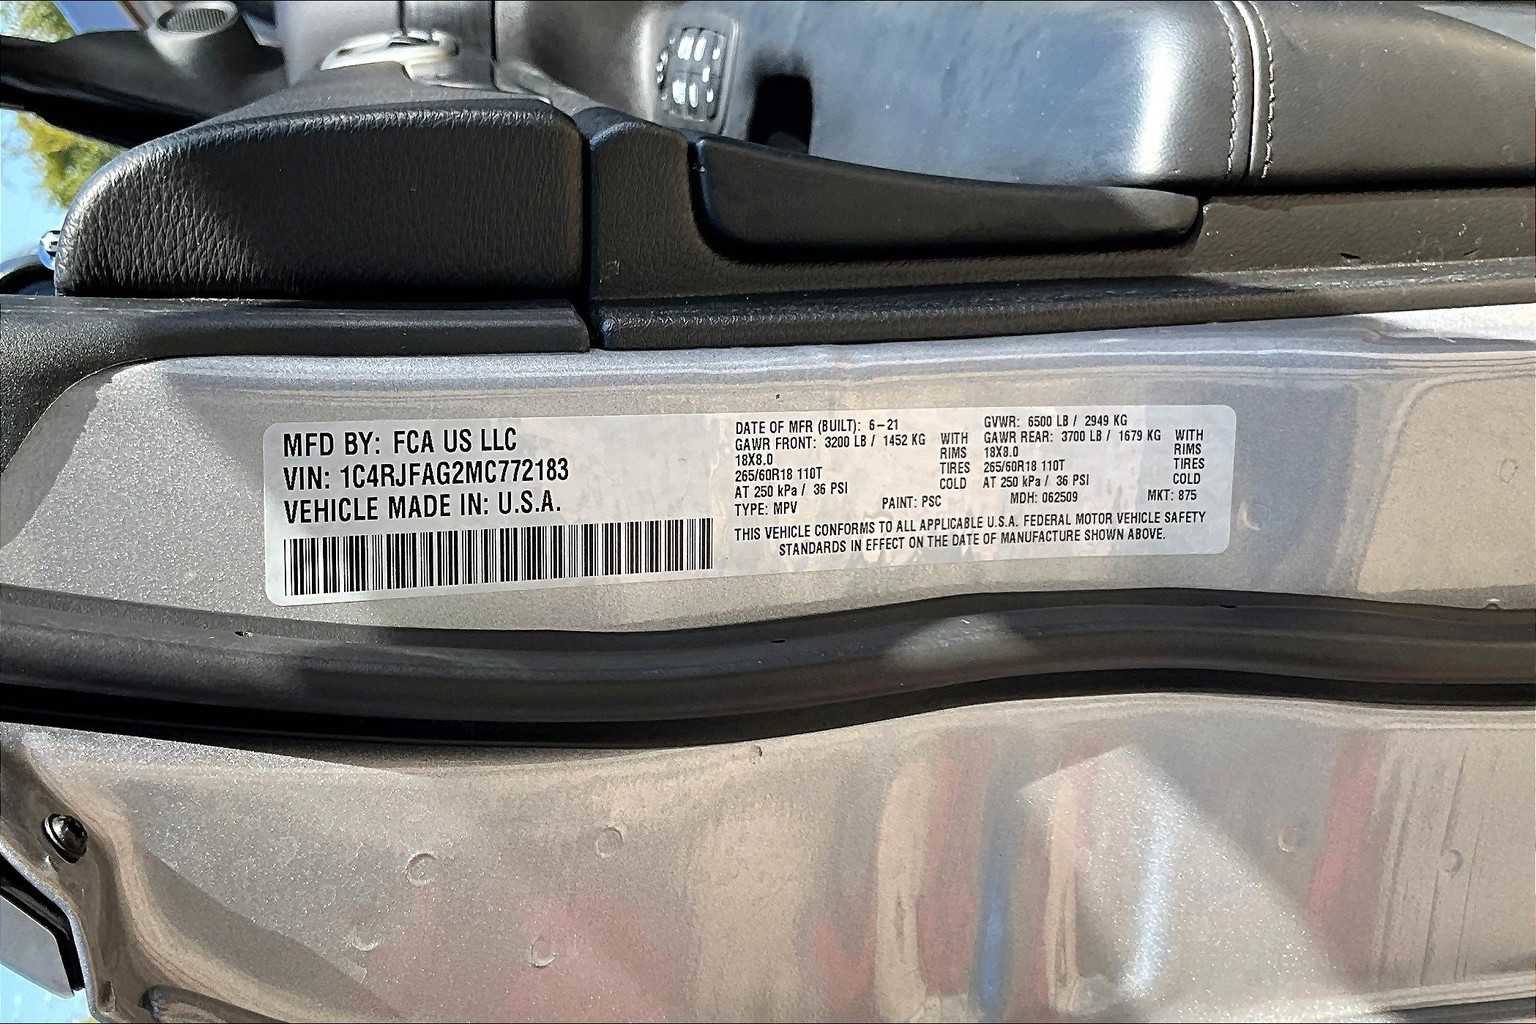 MFD BY: FCA US LLC
VIN: 1C4RJFAG2MC772183
VEHICLE MADE IN: U.S.A.
DATE OF MFR (BUILT): 6-21
GAWR FRONT: 3200 LB / 1452 KG WITH
18X8.0 RIMS
265/60R18 110T TIRES
AT 250 kPa / 36 PSI COLD
TYPE: MPV PAINT: PSC
GVWR: 6500 LB / 2949 KG
GAWR REAR: 3700 LB / 1679 KG WITH
18X8.0 RIMS
265/60R18 110T TIRES
AT 250 kPa / 36 PSI COLD
MDH: 062509 MKT: 875
THIS VEHICLE CONFORMS TO ALL APPLICABLE U.S.A. FEDERAL MOTOR VEHICLE SAFETY
STANDARDS IN EFFECT ON THE DATE OF MANUFACTURE SHOWN ABOVE.